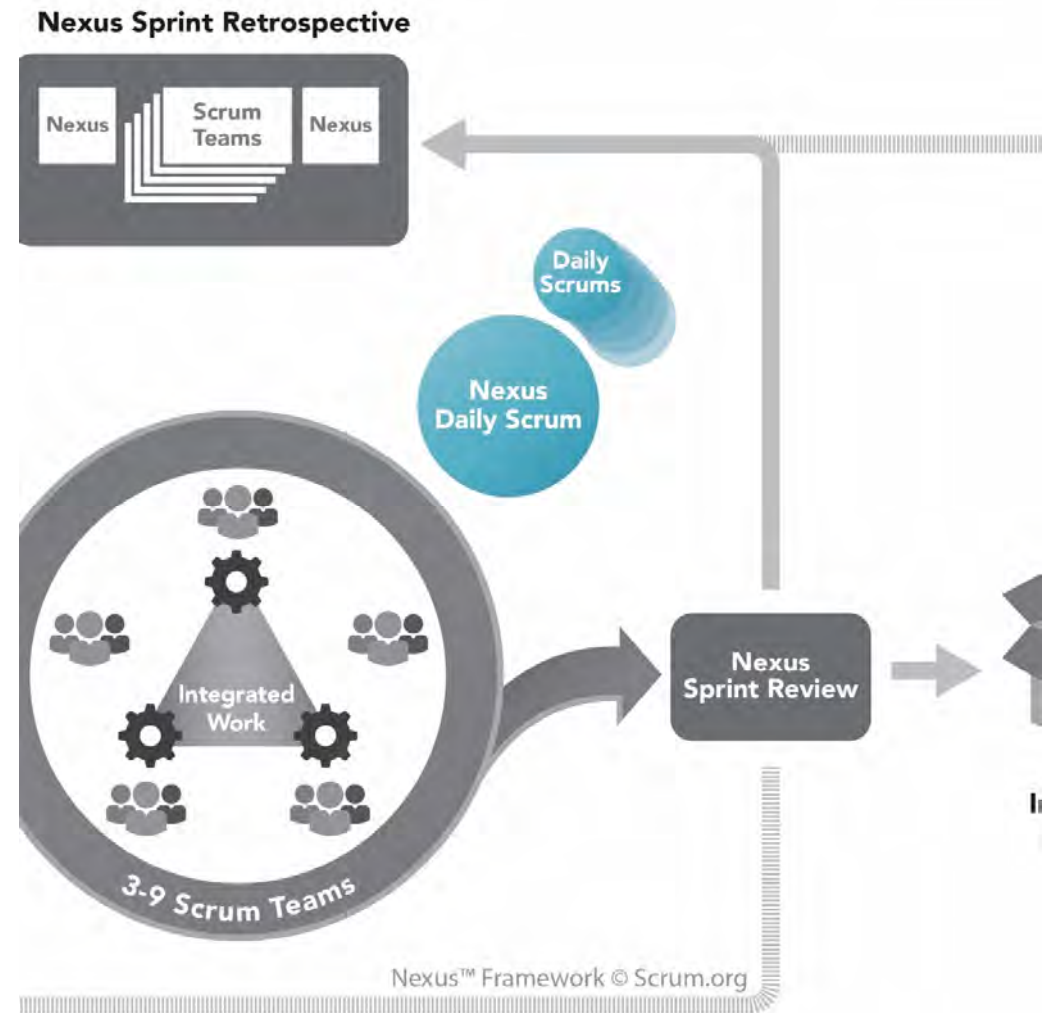 Nexus Sprint Retrospective
Nexus
Scrum
Teams
Nexus
Daily
Scrums
Nexus
Daily Scrum
Integrated
Work
Nexus
Sprint Review
3-9 Scrum Teams
Nexus™ Framework © Scrum.org